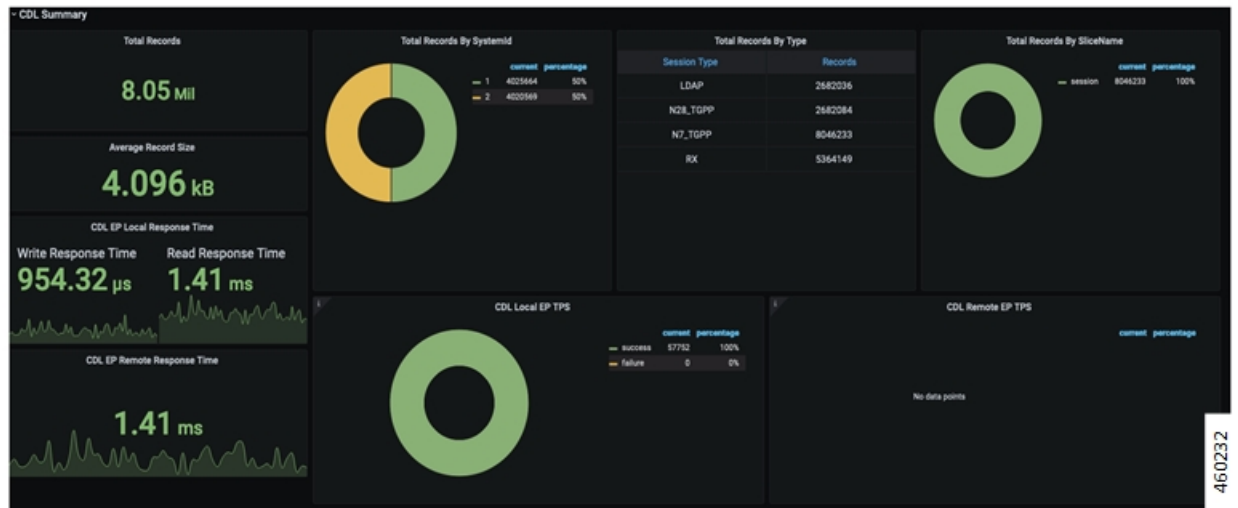 CDL Summary
Total Records
8.05 Mil
Average Record Size
4.096 kB
CDL EP Local Response Time
Write Response Time
954.32 µs
Read Response Time
1.41 ms
CDL EP Remote Response Time
1.41 ms
Total Records By SystemId
current percentage
1 4025664 50%
2 4020569 50%
Total Records By Type
Session Type Records
LDAP 2682036
N28_TGPP 2682084
N7_TGPP 8046233
RX 5364149
Total Records By SliceName
current percentage
session 8046233 100%
CDL Local EP TPS
current percentage
success 57752 100%
failure 0 0%
CDL Remote EP TPS
current percentage
No data points
460232